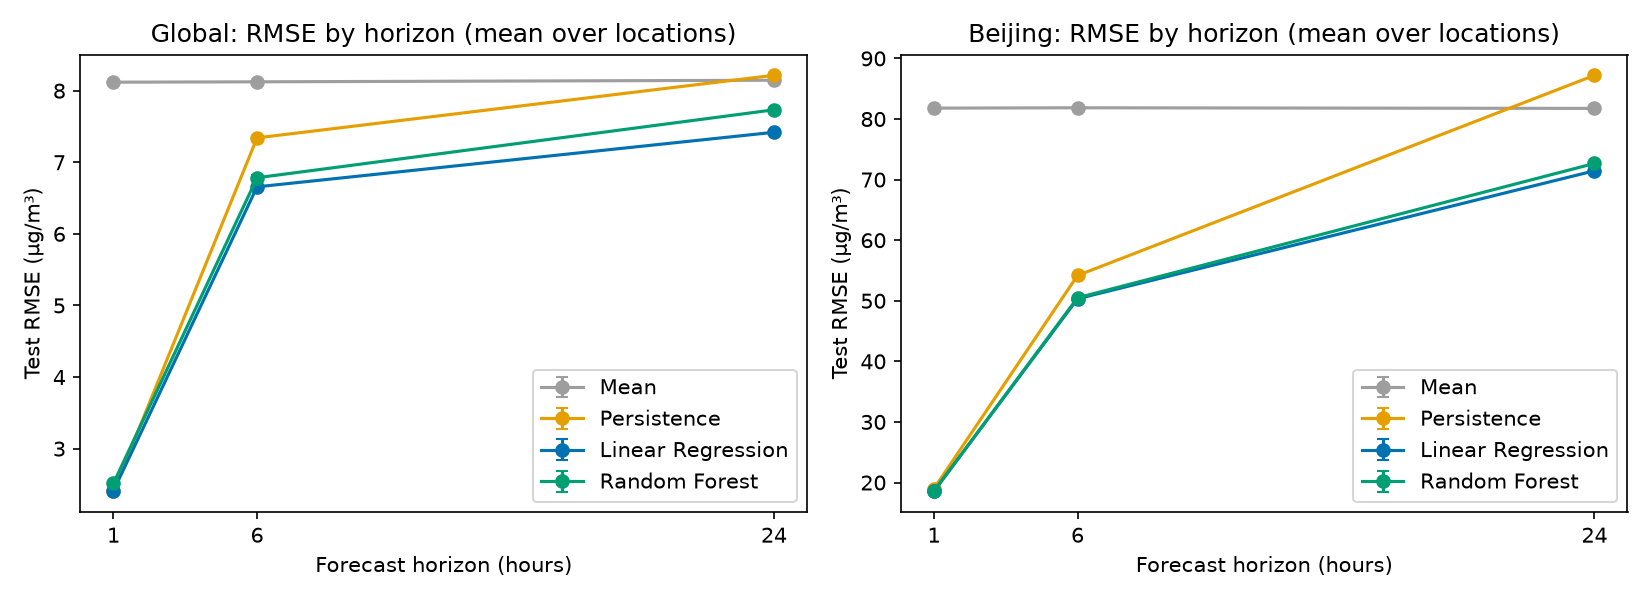 Global: RMSE by horizon (mean over locations)
Test RMSE (µg/m³)
8
7
6
5
4
3
1 6 24
Forecast horizon (hours)
Mean
Persistence
Linear Regression
Random Forest
Beijing: RMSE by horizon (mean over locations)
Test RMSE (µg/m³)
90
80
70
60
50
40
30
20
1 6 24
Forecast horizon (hours)
Mean
Persistence
Linear Regression
Random Forest